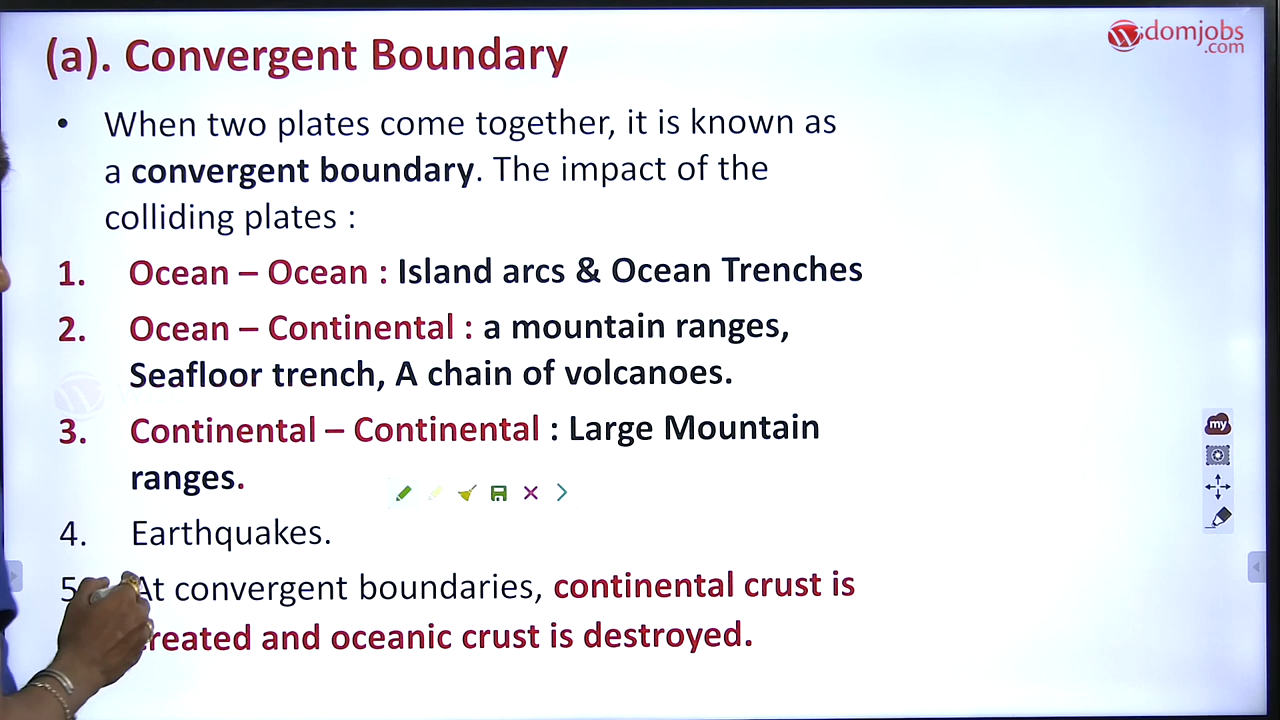 (a). Convergent Boundary
domjobs
.com
• When two plates come together, it is known as
a convergent boundary. The impact of the
colliding plates :
1. Ocean – Ocean : Island arcs & Ocean Trenches
2. Ocean – Continental : a mountain ranges,
Seafloor trench, A chain of volcanoes.
3. Continental – Continental : Large Mountain
ranges.
my
4. Earthquakes.
5. At convergent boundaries, continental crust is
created and oceanic crust is destroyed.